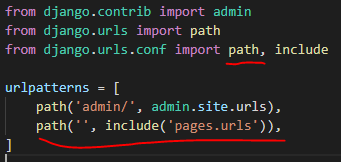 from django.contrib import admin
from django.urls import path
from django.urls.conf import path, include
urlpatterns = [
path('admin/', admin.site.urls),
path('', include('pages.urls')),
]